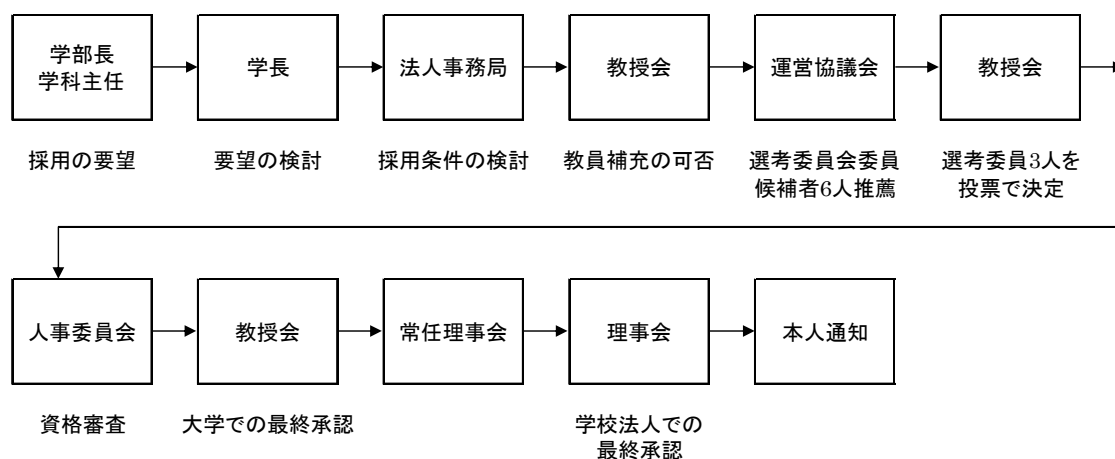 学部長
学科主任
学長
法人事務局
教授会
運営協議会
教授会
採用の要望
要望の検討
採用条件の検討
教員補充の可否
選考委員会委員
候補者6人推薦
選考委員3人を
投票で決定
人事委員会
教授会
常任理事会
理事会
本人通知
資格審査
大学での最終承認
学校法人での
最終承認